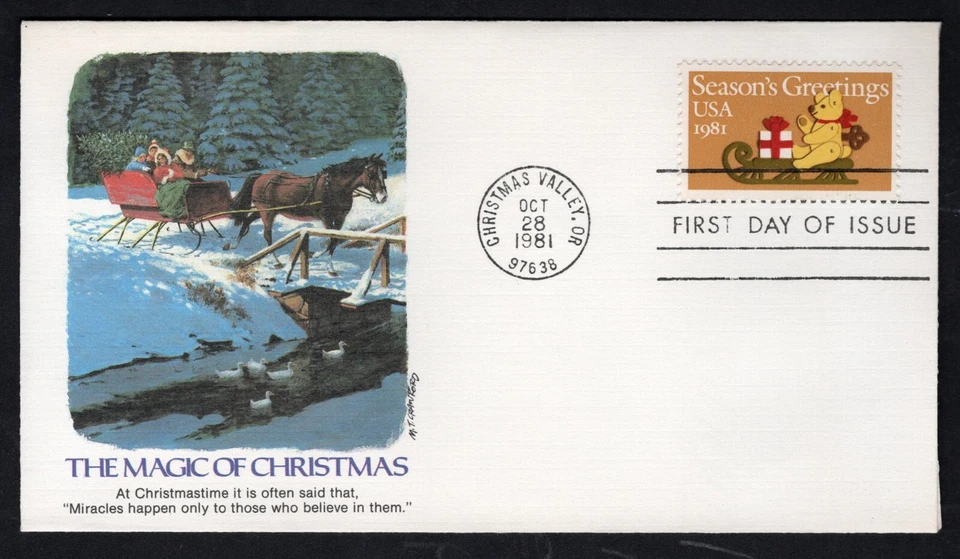 Season's Greetings
USA
1981
CHRISTMAS VALLEY, OR
OCT
28
1981
97638
FIRST DAY OF ISSUE
M.T. CRAWFORD
THE MAGIC OF CHRISTMAS
At Christmastime it is often said that,
"Miracles happen only to those who believe in them."